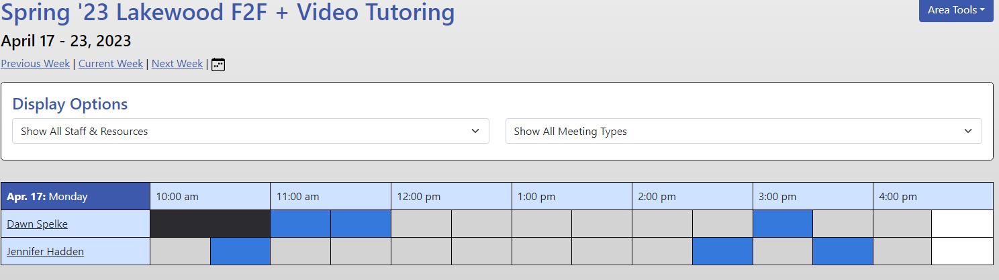 Spring '23 Lakewood F2F + Video Tutoring
Area Tools
April 17 - 23, 2023
Previous Week | Current Week | Next Week |
Display Options
Show All Staff & Resources
Show All Meeting Types
Apr. 17: Monday 10:00 am 11:00 am 12:00 pm 1:00 pm 2:00 pm 3:00 pm 4:00 pm
Dawn Spelke
Jennifer Hadden